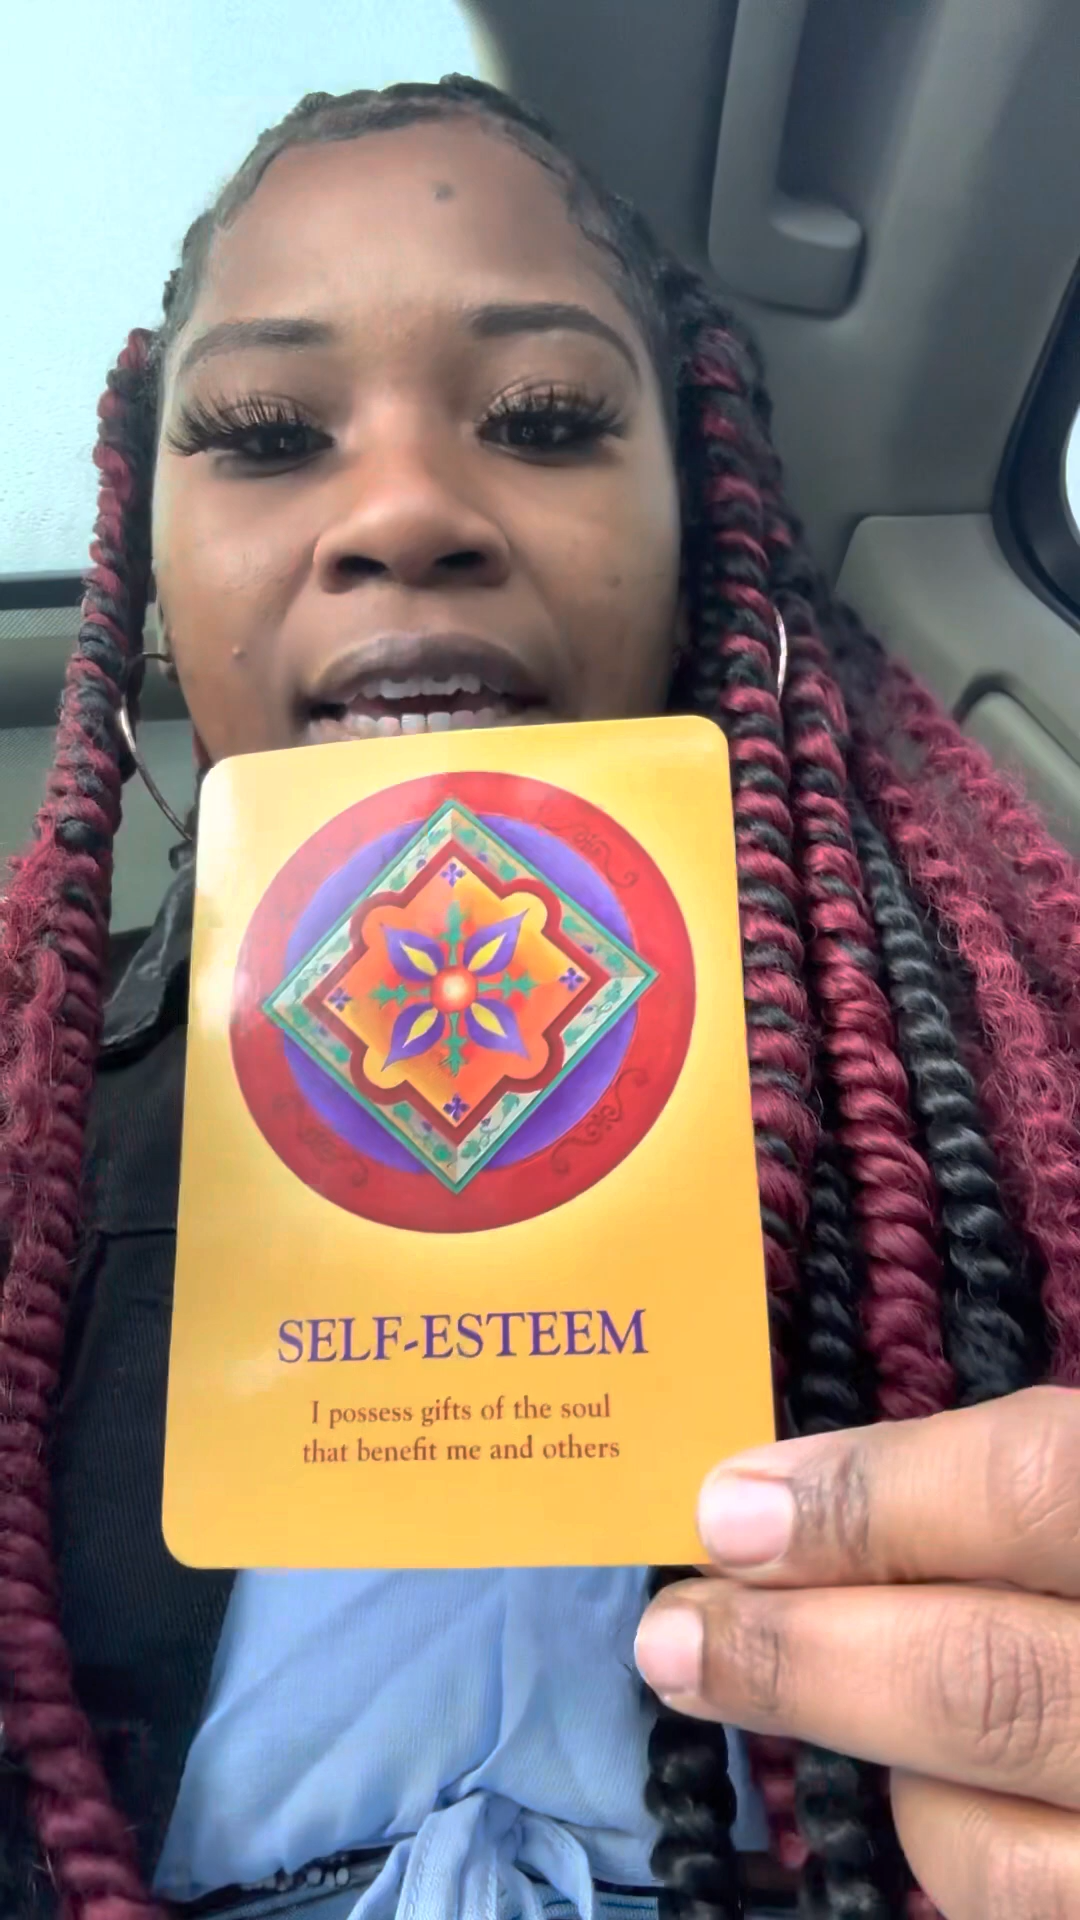 SELF-ESTEEM
I possess gifts of the soul
that benefit me and others